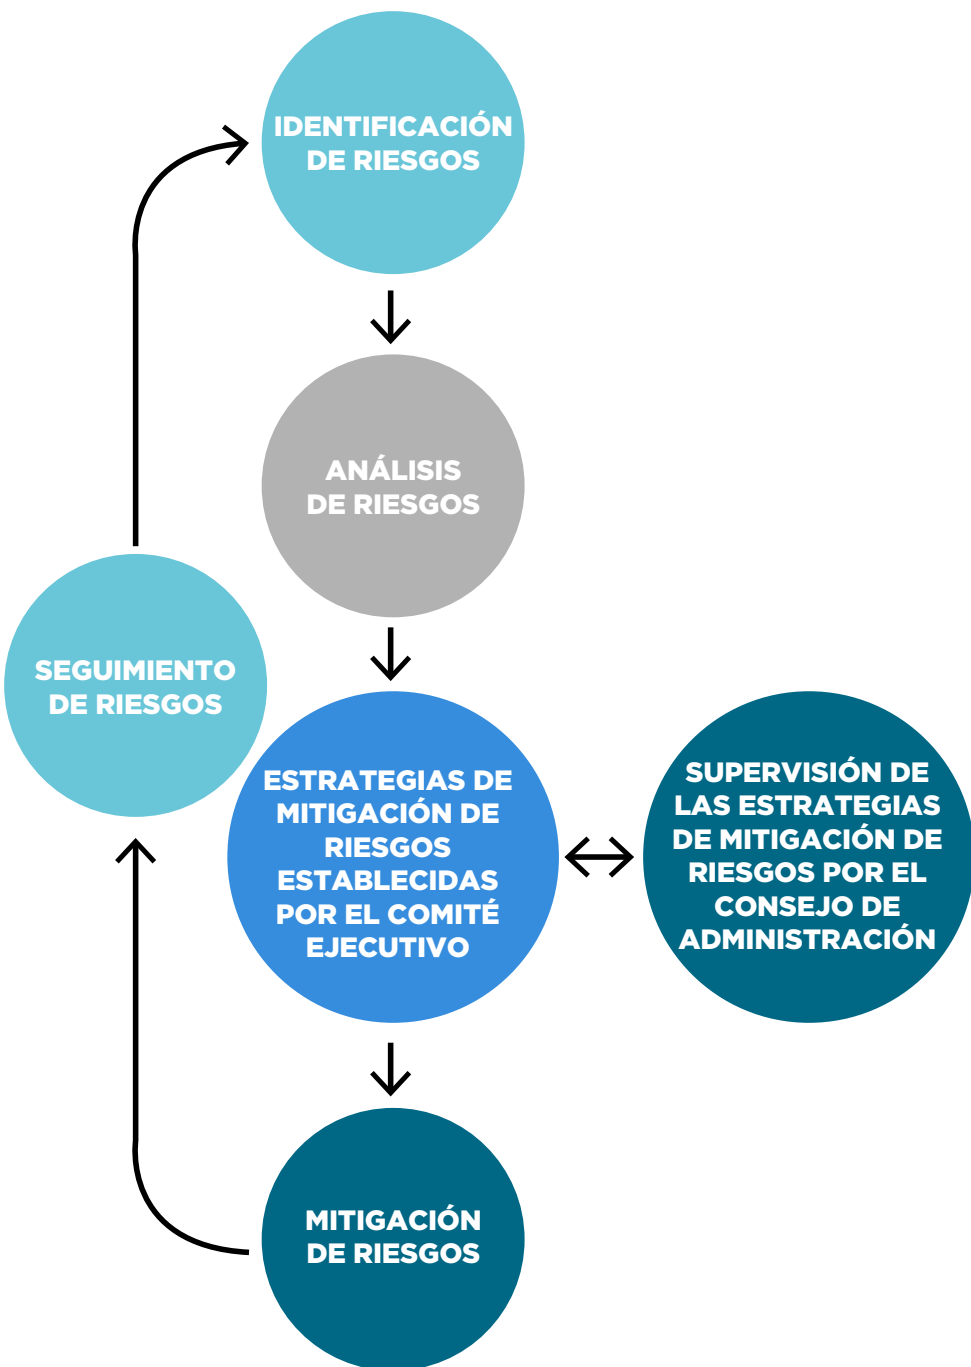 IDENTIFICACIÓN
DE RIESGOS
ANÁLISIS
DE RIESGOS
SEGUIMIENTO
DE RIESGOS
ESTRATEGIAS DE
MITIGACIÓN DE
RIESGOS
ESTABLECIDAS
POR EL COMITÉ
EJECUTIVO
SUPERVISIÓN DE
LAS ESTRATEGIAS
DE MITIGACIÓN DE
RIESGOS POR EL
CONSEJO DE
ADMINISTRACIÓN
MITIGACIÓN
DE RIESGOS